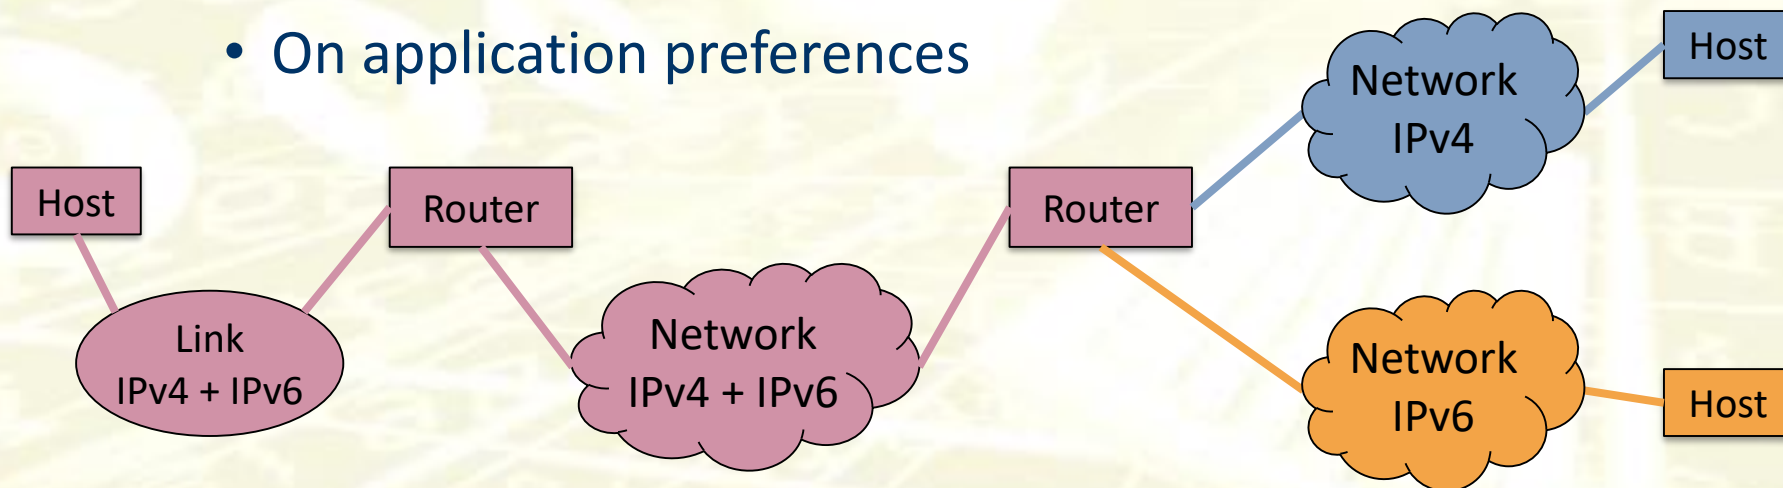 • On application preferences
Host
Link
IPv4 + IPv6
Router
Network
IPv4 + IPv6
Router
Network
IPv4
Host
Network
IPv6
Host